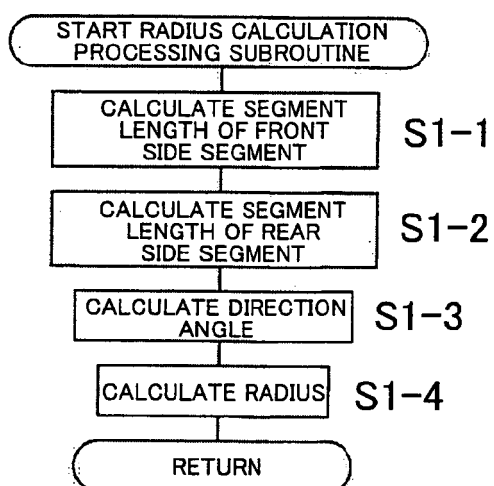 START RADIUS CALCULATION
PROCESSING SUBROUTINE
CALCULATE SEGMENT
LENGTH OF FRONT
SIDE SEGMENT
S1-1
CALCULATE SEGMENT
LENGTH OF REAR
SIDE SEGMENT
S1-2
CALCULATE DIRECTION
ANGLE
S1-3
CALCULATE RADIUS
S1-4
RETURN